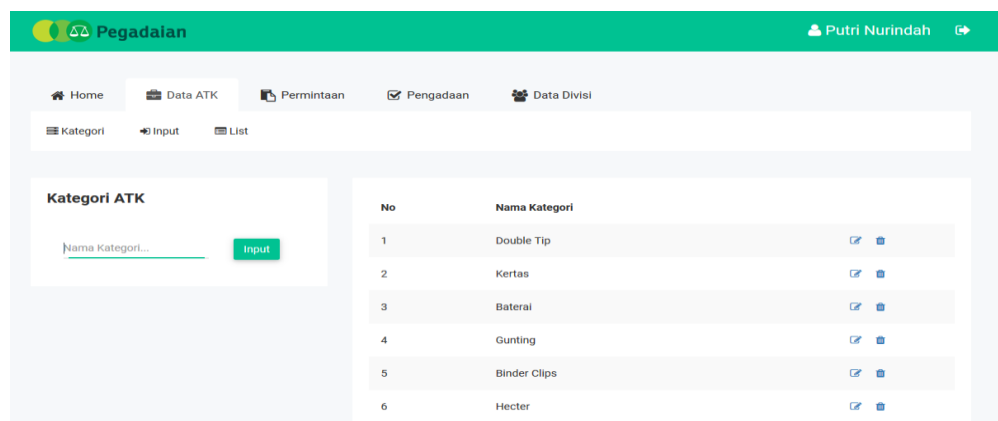 Pegadaian Putri Nurindah
Home Data ATK Permintaan Pengadaan Data Divisi
Kategori Input List
Kategori ATK
Nama Kategori... Input
No Nama Kategori
1 Double Tip
2 Kertas
3 Baterai
4 Gunting
5 Binder Clips
6 Hecter